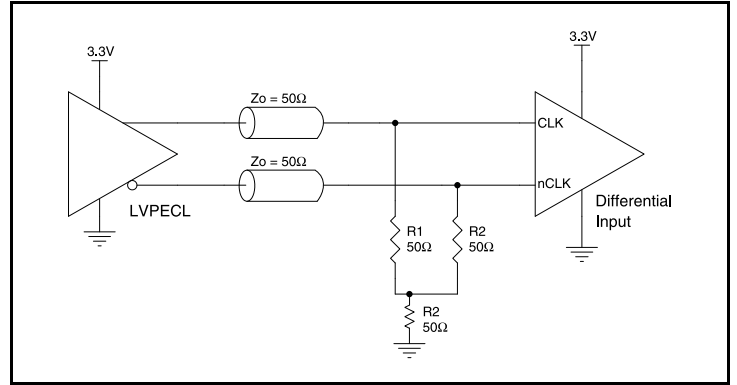 3.3V
3.3V
Zo = 50Ω
CLK
Zo = 50Ω
nCLK
LVPECL
Differential
Input
R1
50Ω
R2
50Ω
R2
50Ω